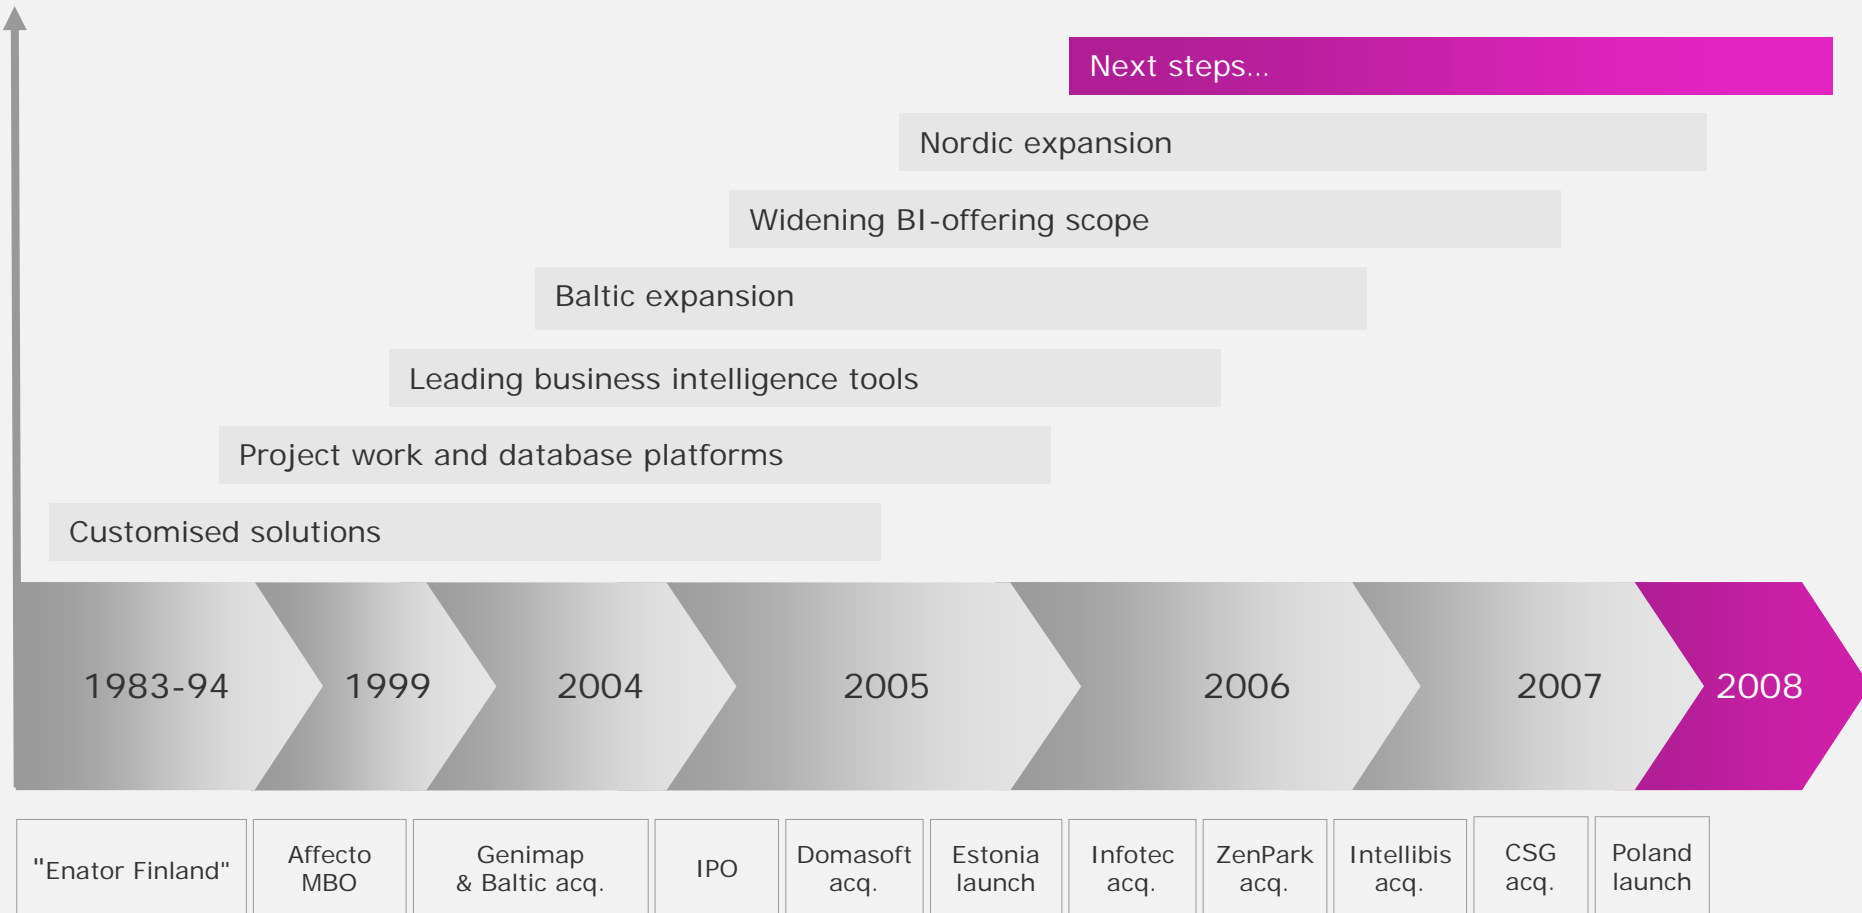 Next steps...
Nordic expansion
Widening BI-offering scope
Baltic expansion
Leading business intelligence tools
Project work and database platforms
Customised solutions
1983-94
1999
2004
2005
2006
2007
2008
"Enator Finland"
Affecto
MBO
Genimap
& Baltic acq.
IPO
Domasoft
acq.
Estonia
launch
Infotec
acq.
ZenPark
acq.
Intellibis
acq.
CSG
acq.
Poland
launch